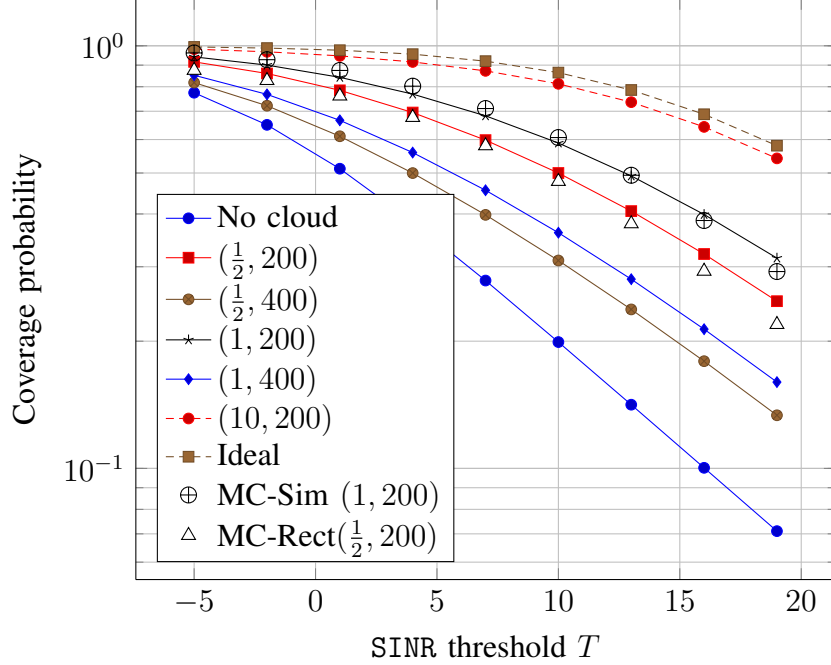 10^0
10^{-1}
Coverage probability
No cloud
(1/2, 200)
(1/2, 400)
(1, 200)
(1, 400)
(10, 200)
Ideal
MC-Sim (1, 200)
MC-Rect(1/2, 200)
−5 0 5 10 15 20
SINR threshold T